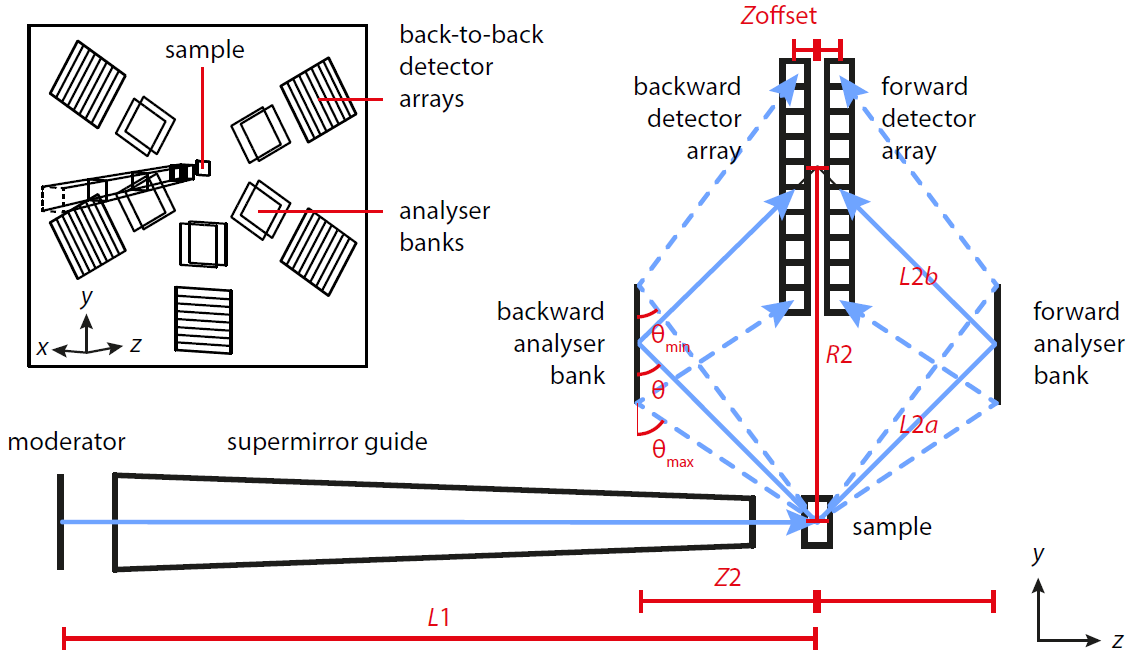 Zoffset
sample
back-to-back
detector
arrays
analyser
banks
y
x
z
backward
detector
array
forward
detector
array
L2b
backward
analyser
bank
θmin
θ
θmax
R2
L2a
forward
analyser
bank
moderator
supermirror guide
sample
Z2
L1
y
z